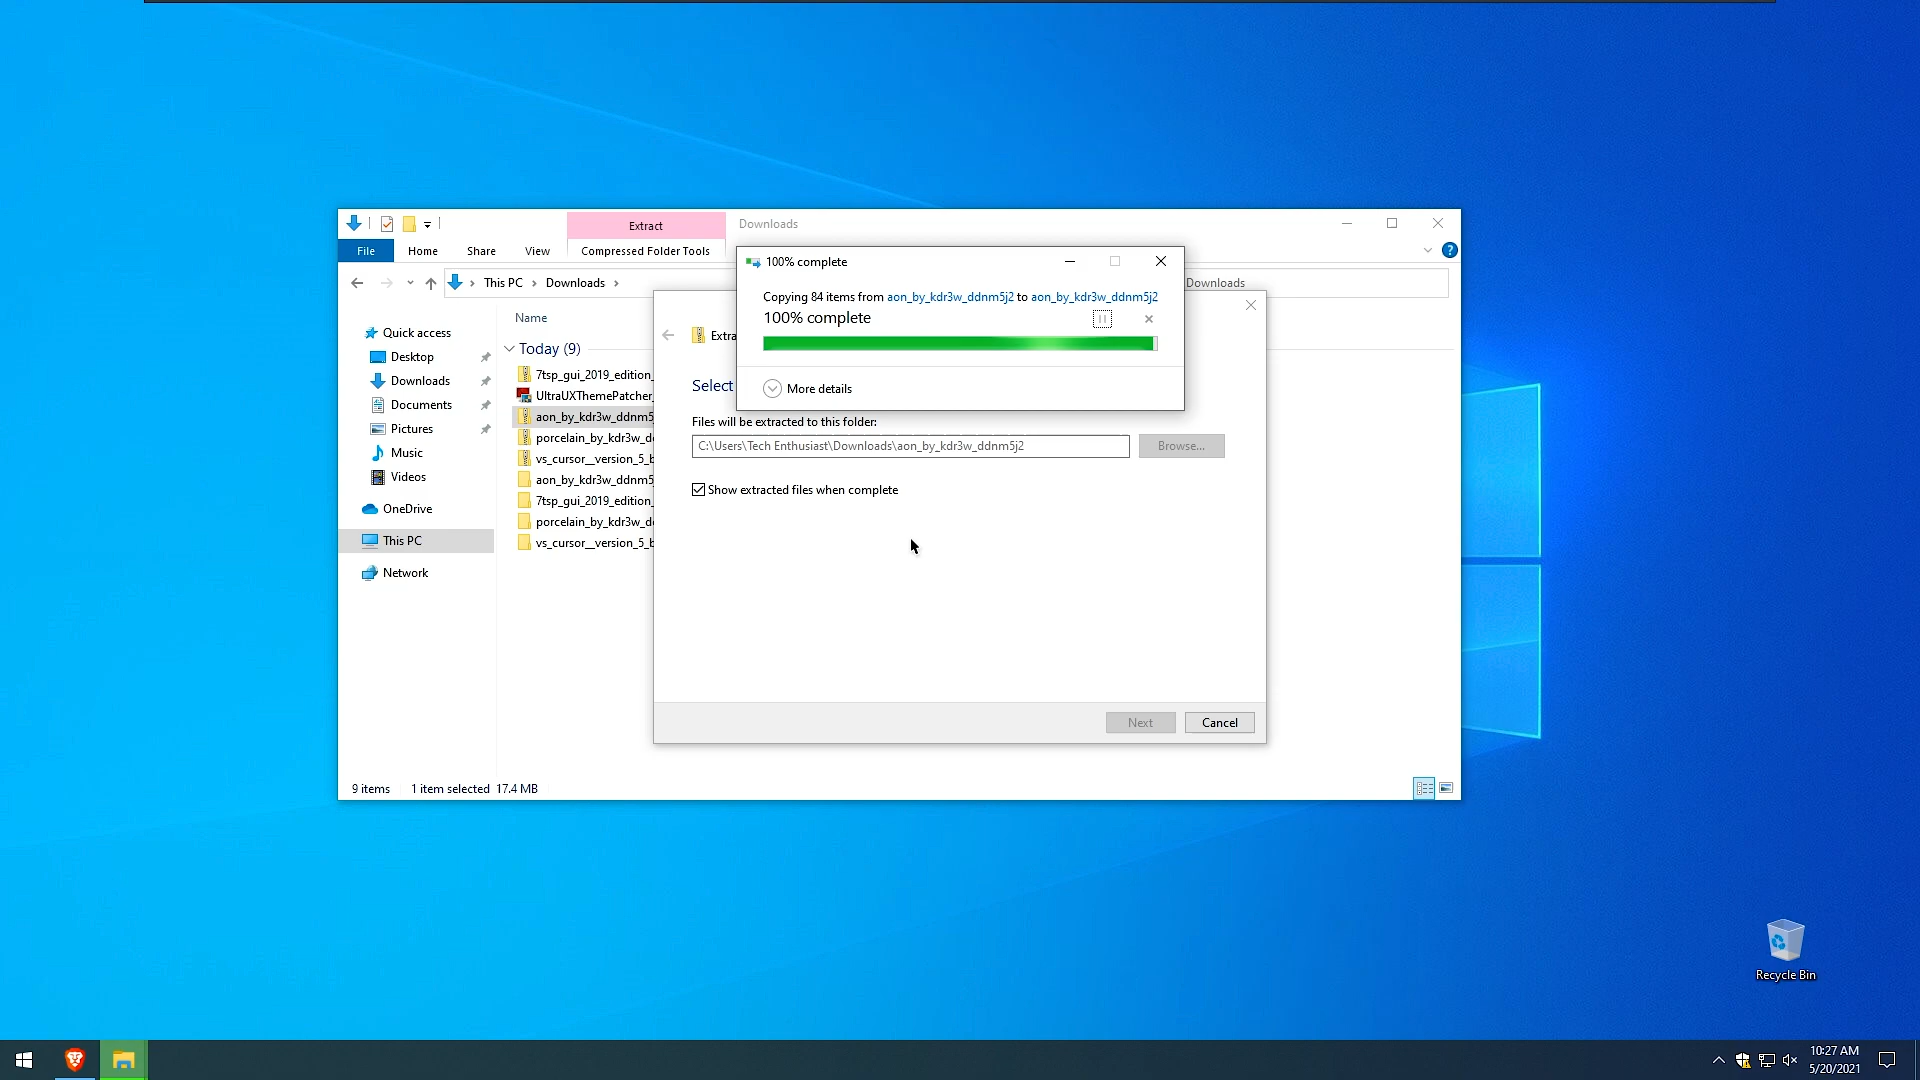 Extract
Downloads
File
Home
Share
View
Compressed Folder Tools
This PC
Downloads
Downloads
100% complete
Copying 84 items from aon_by_kdr3w_ddnm5j2 to aon_by_kdr3w_ddnm5j2
100% complete
More details
Quick access
Desktop
Downloads
Documents
Pictures
Music
Videos
OneDrive
This PC
Network
Name
Today (9)
7tsp_gui_2019_edition_
UltraUXThemePatcher_
aon_by_kdr3w_ddnm5
porcelain_by_kdr3w_d
vs_cursor__version_5_b
aon_by_kdr3w_ddnm5
7tsp_gui_2019_edition_
porcelain_by_kdr3w_d
vs_cursor__version_5_b
Extra
Select
Files will be extracted to this folder:
C:\Users\Tech Enthusiast\Downloads\aon_by_kdr3w_ddnm5j2
Browse...
Show extracted files when complete
Next
Cancel
9 items
1 item selected 17.4 MB
Recycle Bin
10:27 AM
5/20/2021